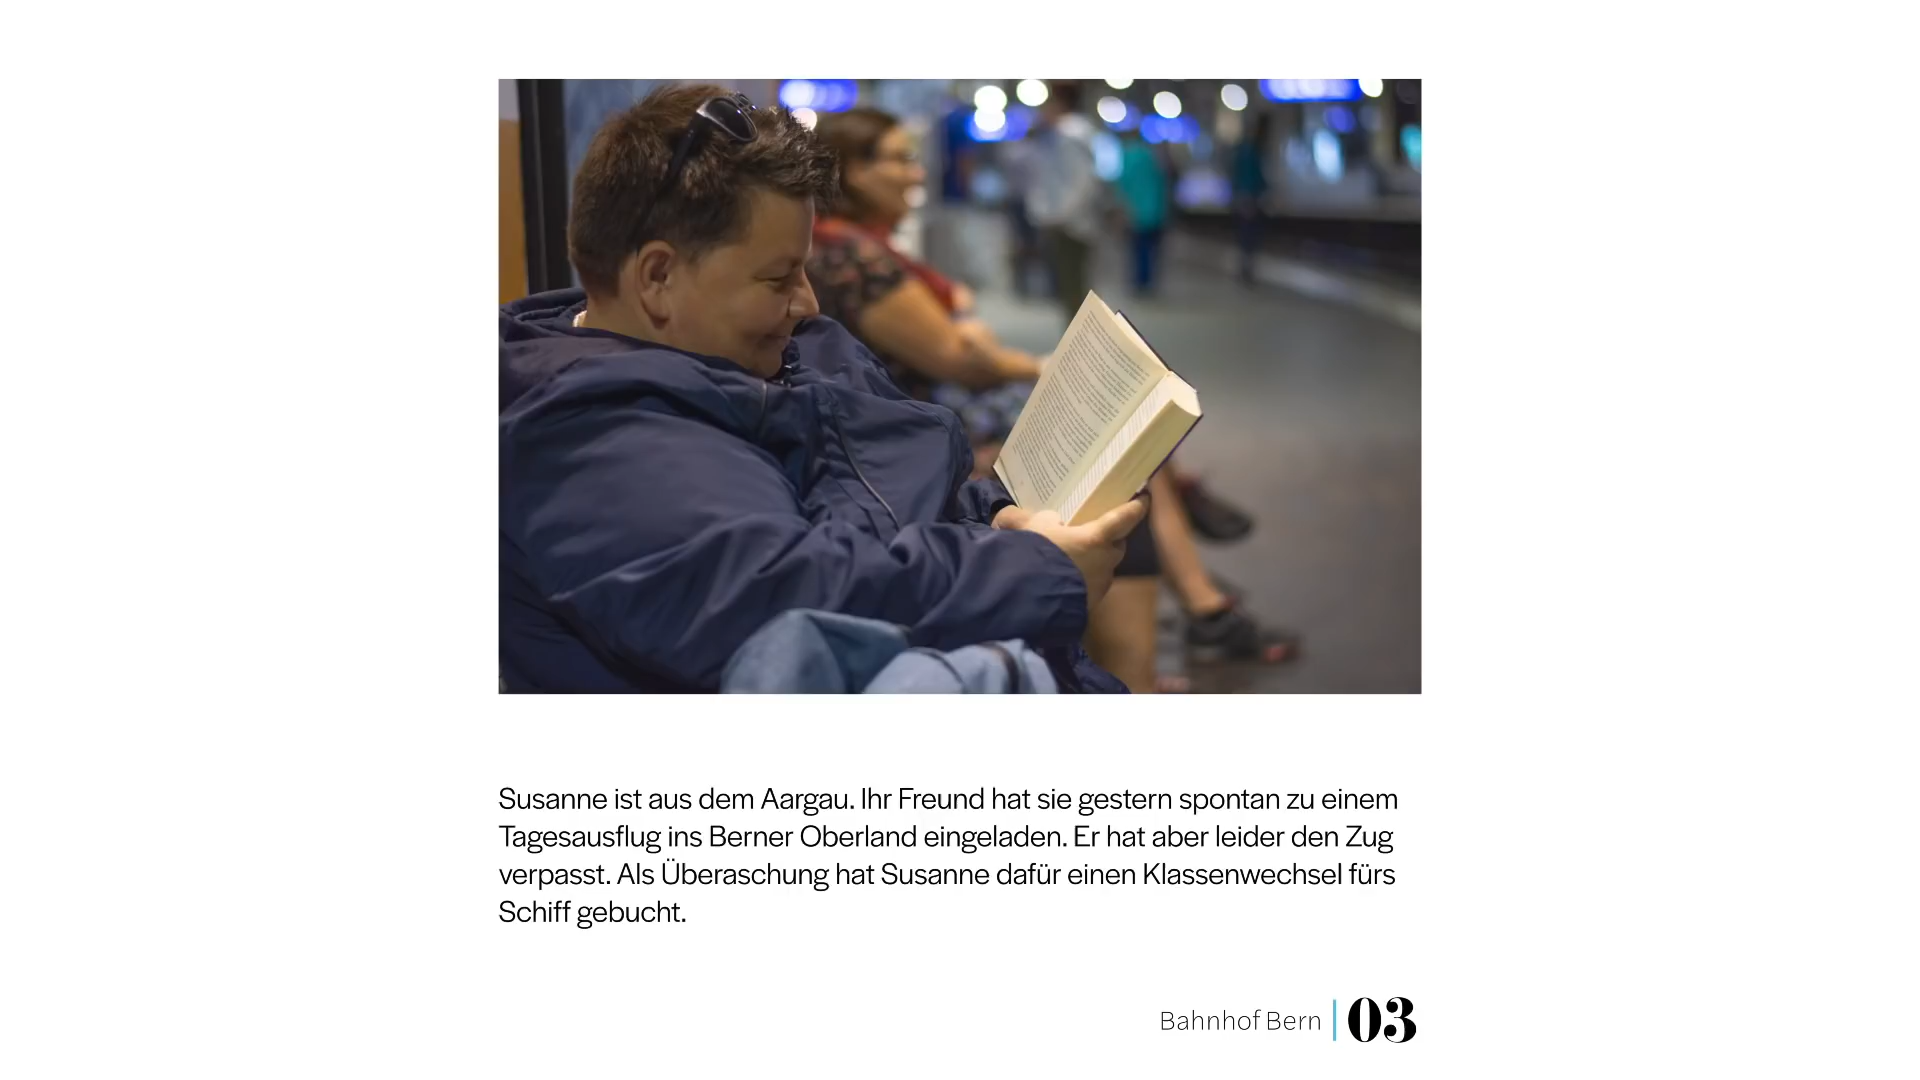 Susanne ist aus dem Aargau. Ihr Freund hat sie gestern spontan zu einem
Tagesausflug ins Berner Oberland eingeladen. Er hat aber leider den Zug
verpasst. Als Überaschung hat Susanne dafür einen Klassenwechsel fürs
Schiff gebucht.
Bahnhof Bern | 03